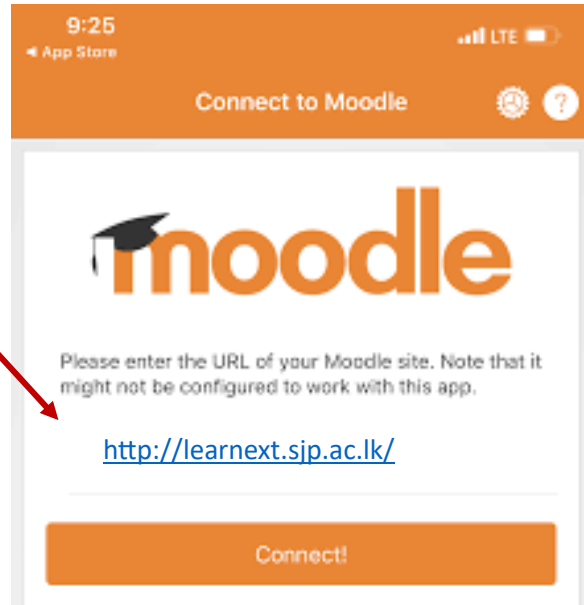 9:25
LTE
App Store
Connect to Moodle
?
moodle
Please enter the URL of your Moodle site. Note that it
might not be configured to work with this app.
http://learnext.sjp.ac.lk/
Connect!